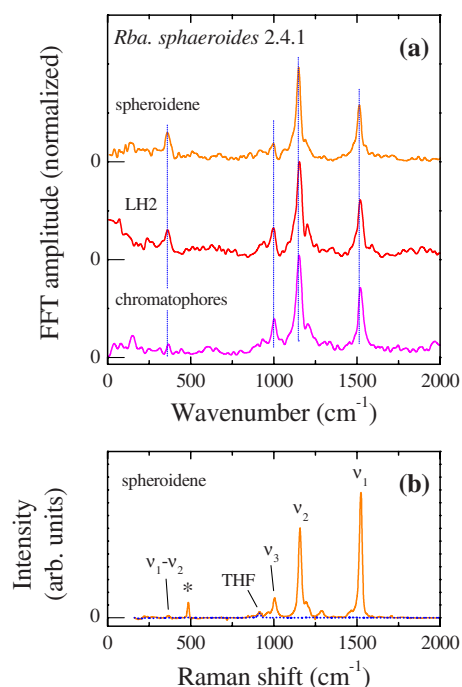 Rba. sphaeroides 2.4.1
(a)
spheroidene
0
LH2
0
chromatophores
0
FFT amplitude (normalized)
0 500 1000 1500 2000
Wavenumber (cm⁻¹)
(b)
spheroidene
ν₁
ν₂
ν₃
THF
*
ν₁-ν₂
0
Intensity
(arb. units)
0 500 1000 1500 2000
Raman shift (cm⁻¹)